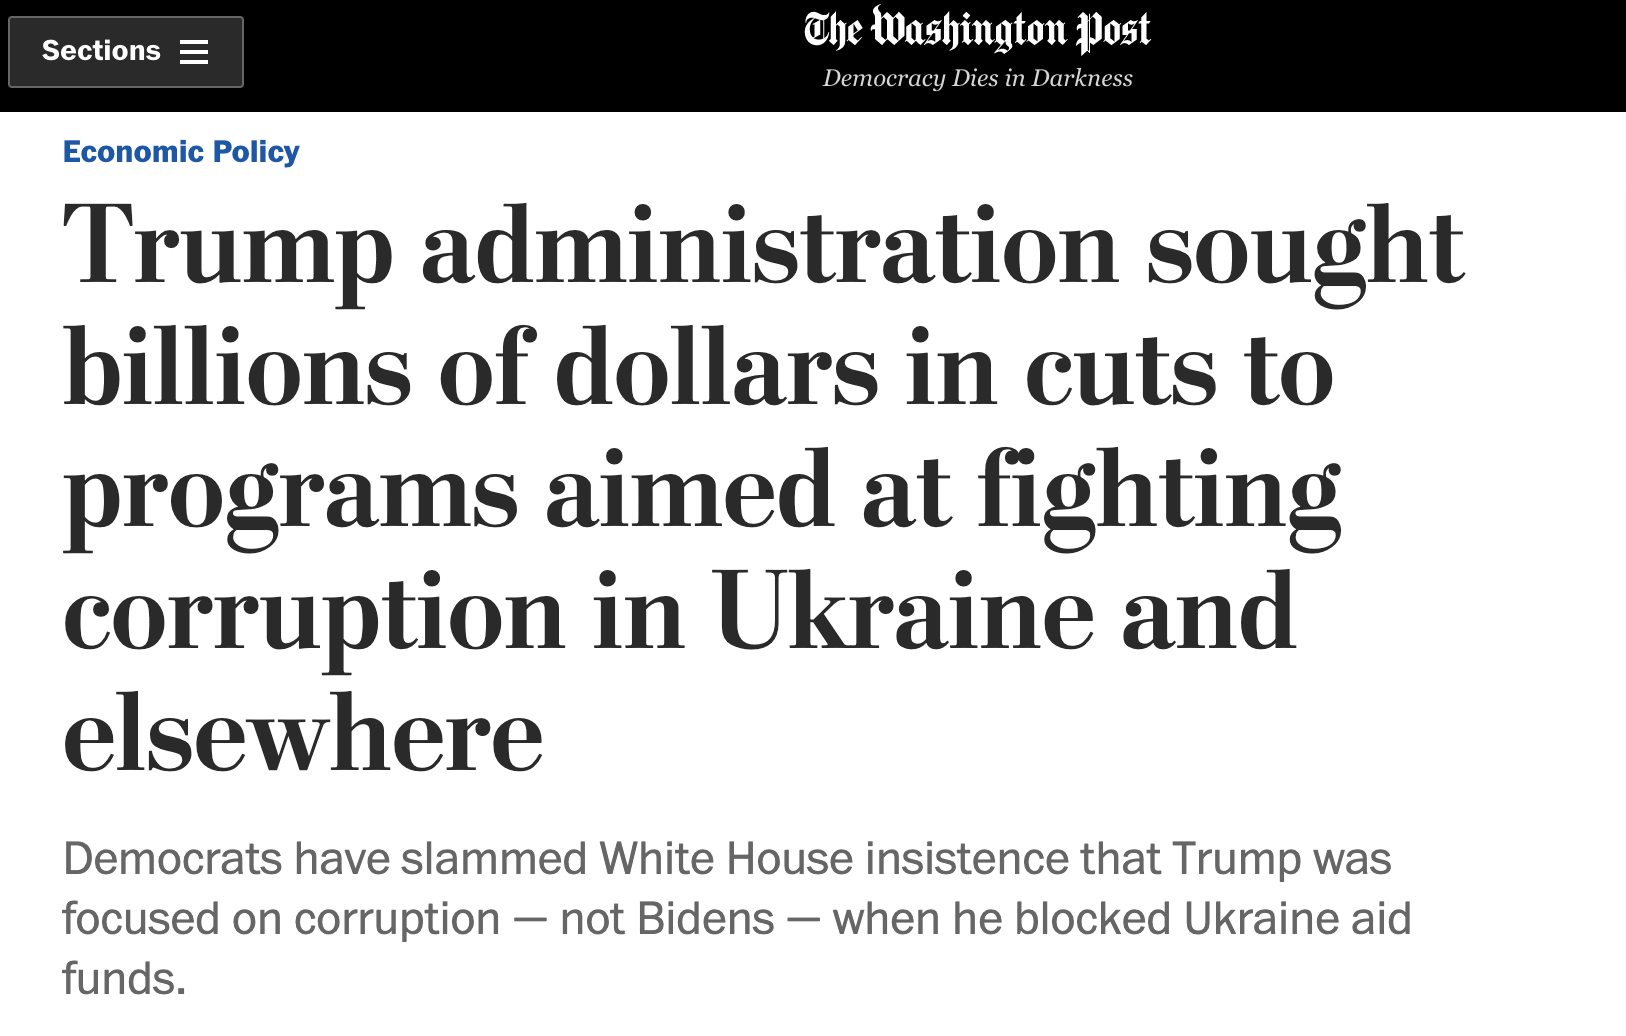 Sections
The Washington Post
Democracy Dies in Darkness
Economic Policy
Trump administration sought
billions of dollars in cuts to
programs aimed at fighting
corruption in Ukraine and
elsewhere
Democrats have slammed White House insistence that Trump was
focused on corruption — not Bidens — when he blocked Ukraine aid
funds.